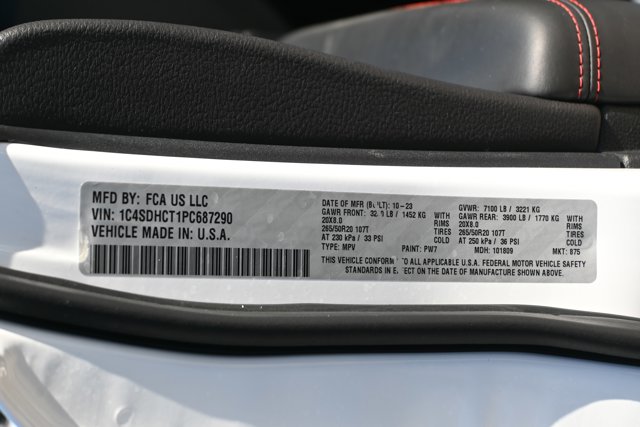 MFD BY: FCA US LLC
VIN: 1C4SDHCT1PC687290
VEHICLE MADE IN: U.S.A.
DATE OF MFR 10-23
GAWR FRONT: LB / 1452 KG
20X8.0 RIMS
265/50R20 107T TIRES
AT 230 kPa / 33 PSI COLD
TYPE: MPV PAINT: PW7
GVWR: 7100 LB / 3221 KG
GAWR REAR: 3900 LB / 1770 KG WITH
20X8.0 RIMS
265/50R20 107T TIRES
AT 250 kPa / 36 PSI COLD
MDH: 101809 MKT: 875
THIS VEHICLE CONFORMS TO ALL APPLICABLE U.S.A. FEDERAL MOTOR VEHICLE SAFETY
STANDARDS IN EFFECT ON THE DATE OF MANUFACTURE SHOWN ABOVE.